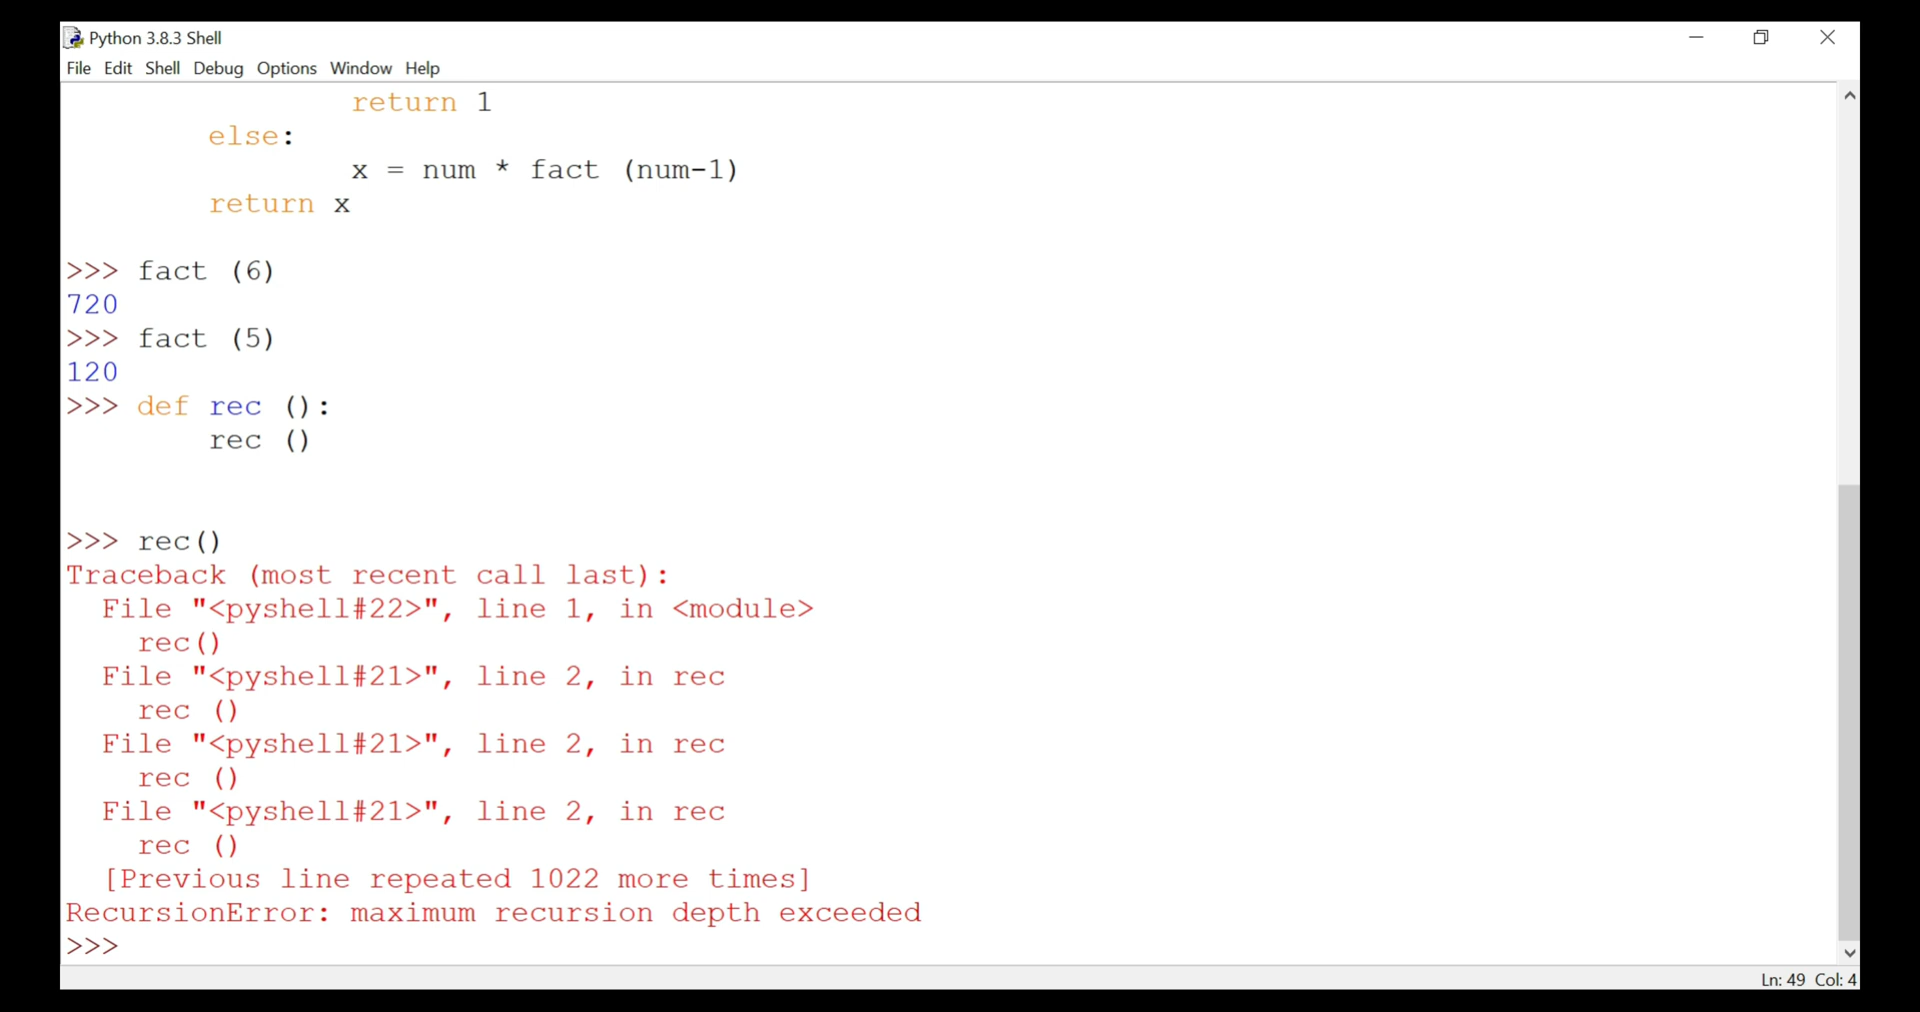 Python 3.8.3 Shell
File Edit Shell Debug Options Window Help
return 1
else:
x = num * fact (num-1)
return x
>>> fact (6)
720
>>> fact (5)
120
>>> def rec ():
rec ()
>>> rec()
Traceback (most recent call last):
File "<pyshell#22>", line 1, in <module>
rec()
File "<pyshell#21>", line 2, in rec
rec ()
File "<pyshell#21>", line 2, in rec
rec ()
File "<pyshell#21>", line 2, in rec
rec ()
[Previous line repeated 1022 more times]
RecursionError: maximum recursion depth exceeded
>>>
Ln: 49 Col: 4